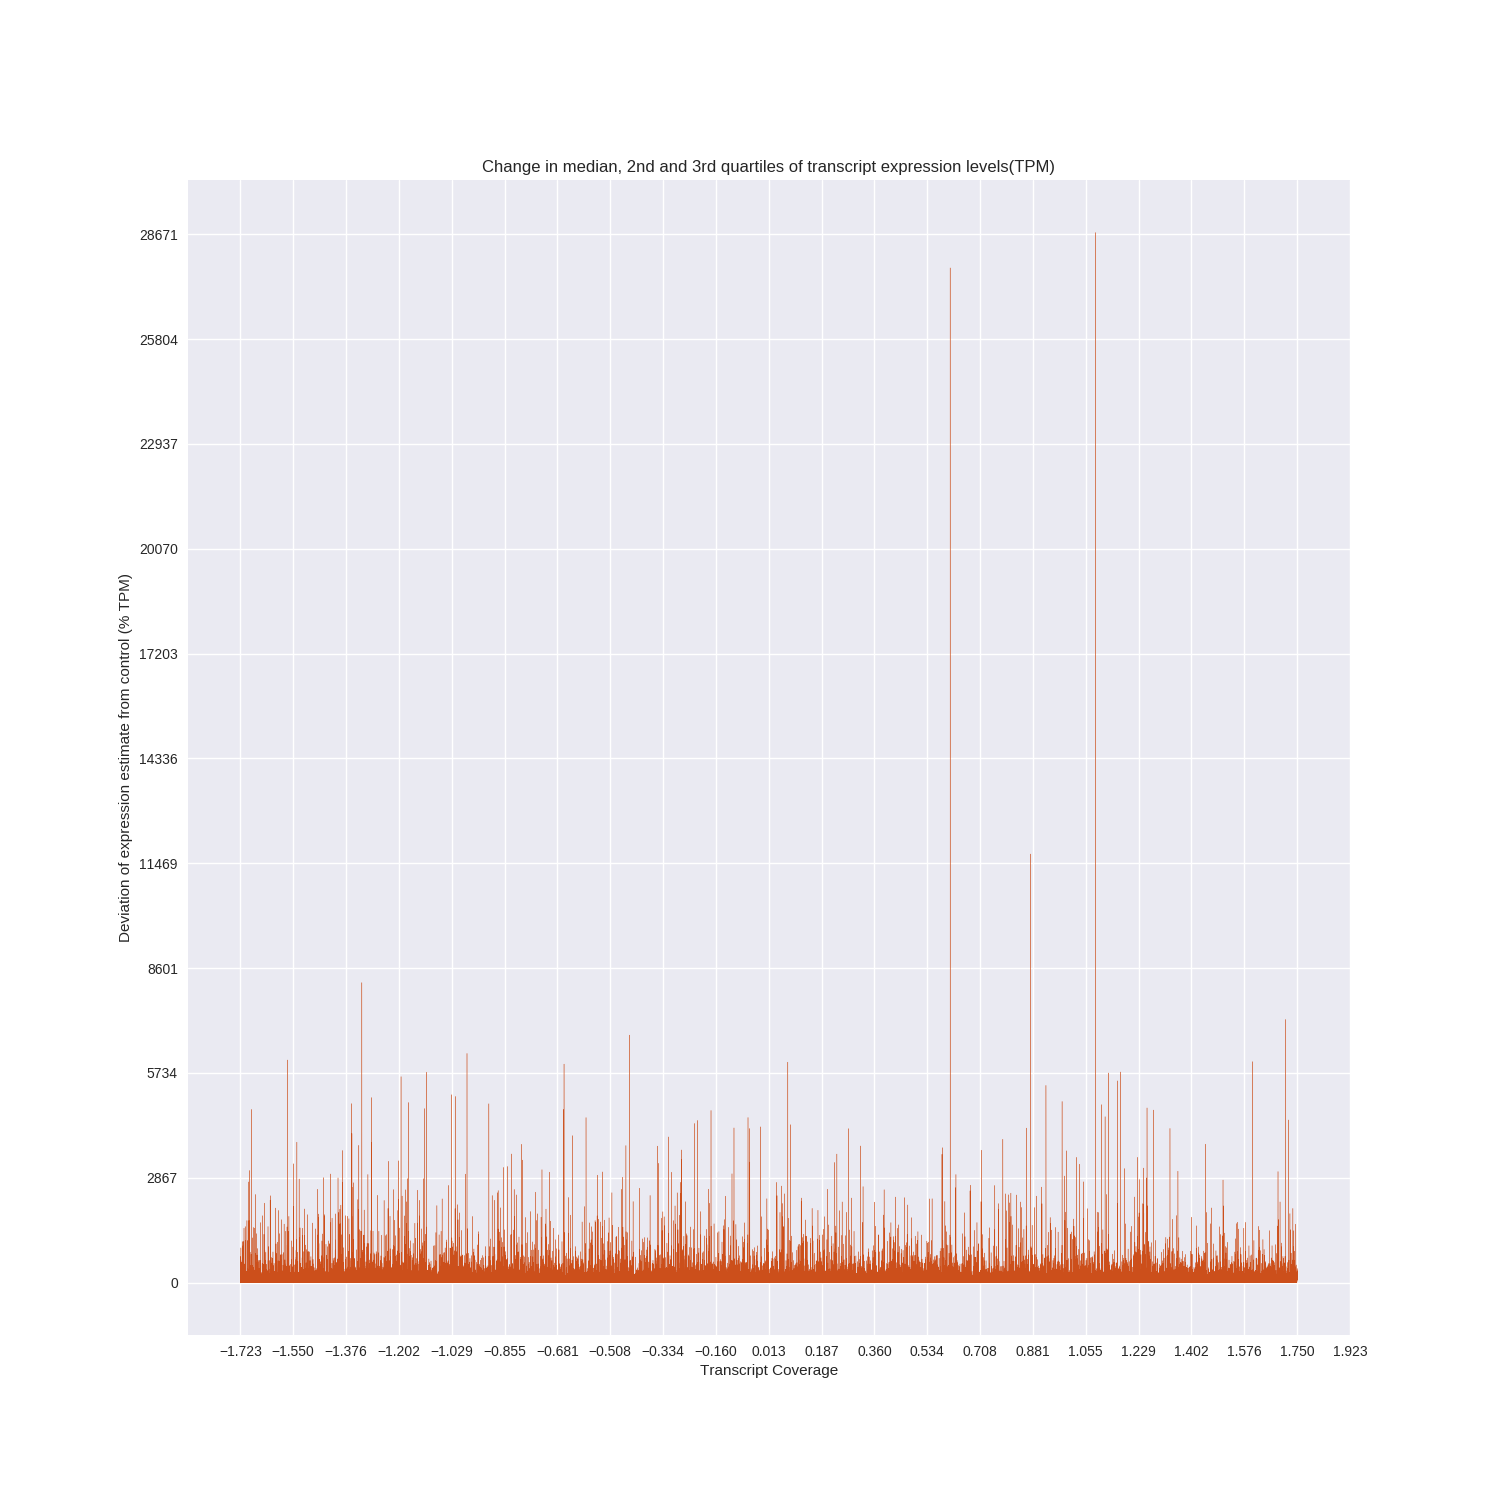 Change in median, 2nd and 3rd quartiles of transcript expression levels(TPM)
28671
25804
22937
20070
17203
14336
11469
8601
5734
2867
0
Deviation of expression estimate from control (% TPM)
−1.723 −1.550 −1.376 −1.202 −1.029 −0.855 −0.681 −0.508 −0.334 −0.160 0.013 0.187 0.360 0.534 0.708 0.881 1.055 1.229 1.402 1.576 1.750 1.923
Transcript Coverage